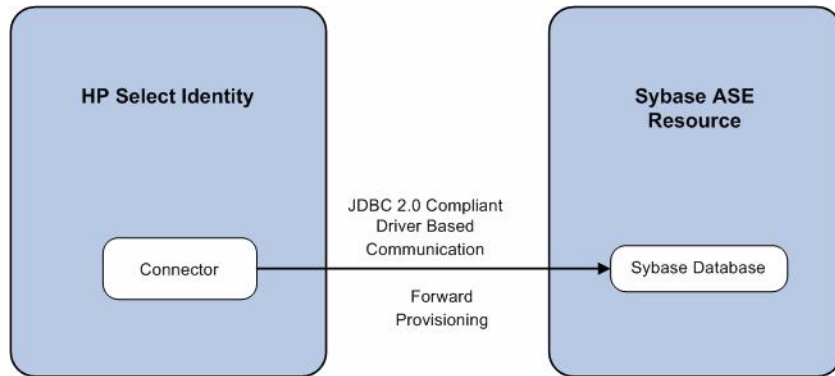 HP Select Identity
Sybase ASE
Resource
JDBC 2.0 Compliant
Driver Based
Communication
Connector
Sybase Database
Forward
Provisioning